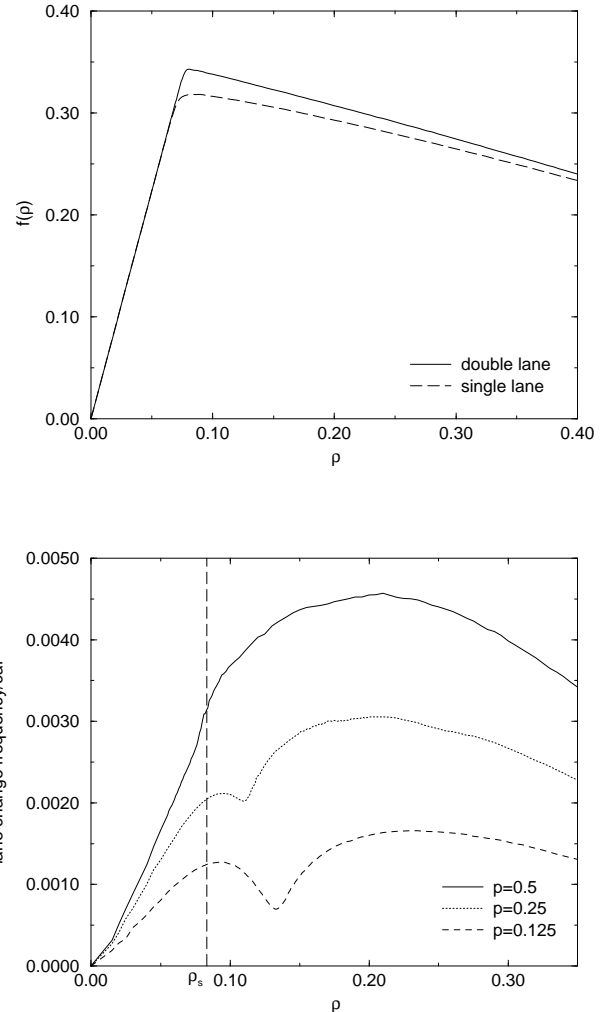 0.40
0.30
0.20
0.10
0.00
f(ρ)
double lane
single lane
0.00 0.10 0.20 0.30 0.40
ρ
0.0050
0.0040
0.0030
0.0020
0.0010
0.0000
lane change frequency/car
p=0.5
p=0.25
p=0.125
0.00 ρs 0.10 0.20 0.30
ρ